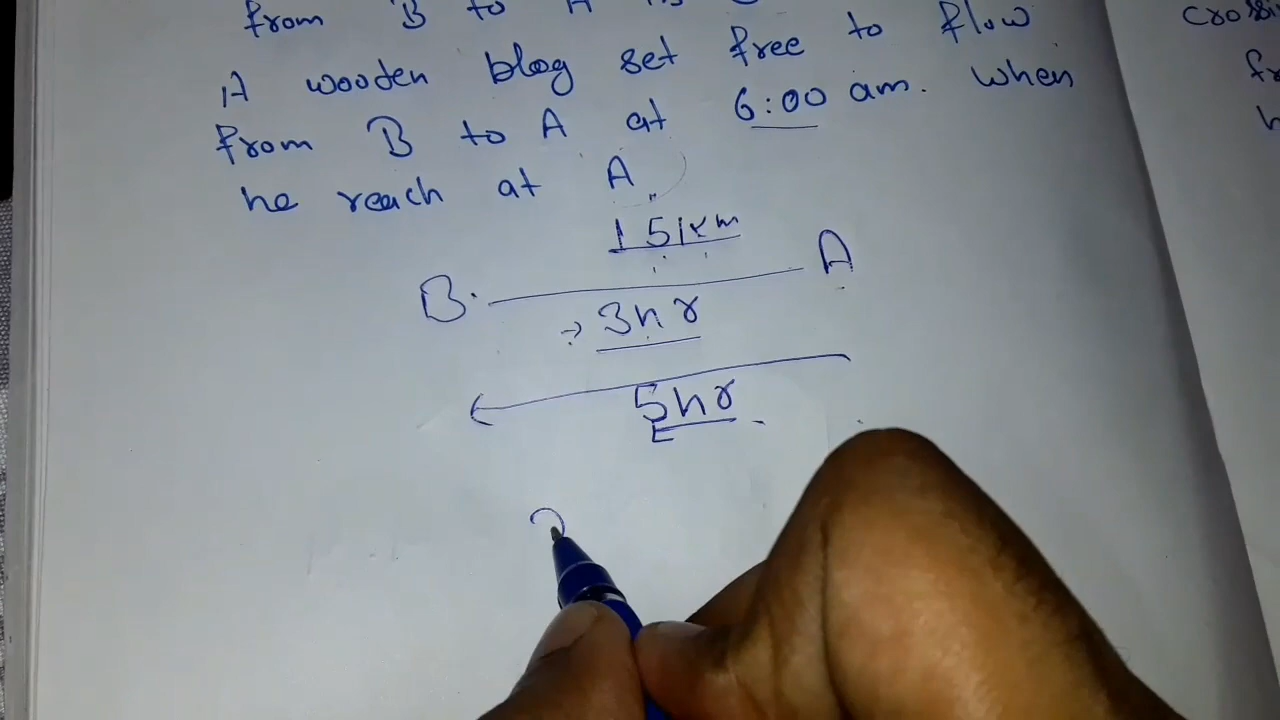 from B to A
crossi
A wooden blog set free to flow
from B to A at 6:00 am. when
he reach at A
15km
B A
3hr
5hr